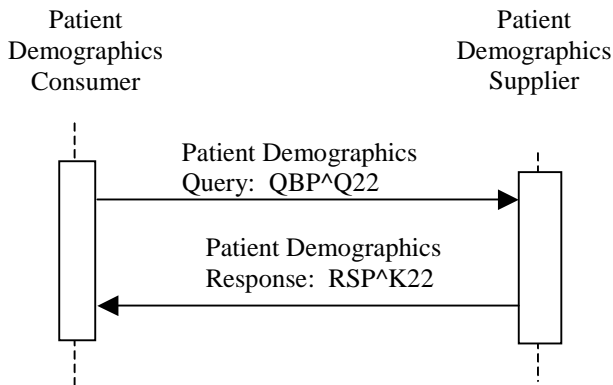 Patient
Demographics
Consumer
Patient
Demographics
Supplier
Patient Demographics
Query:  QBP^Q22
Patient Demographics
Response:  RSP^K22